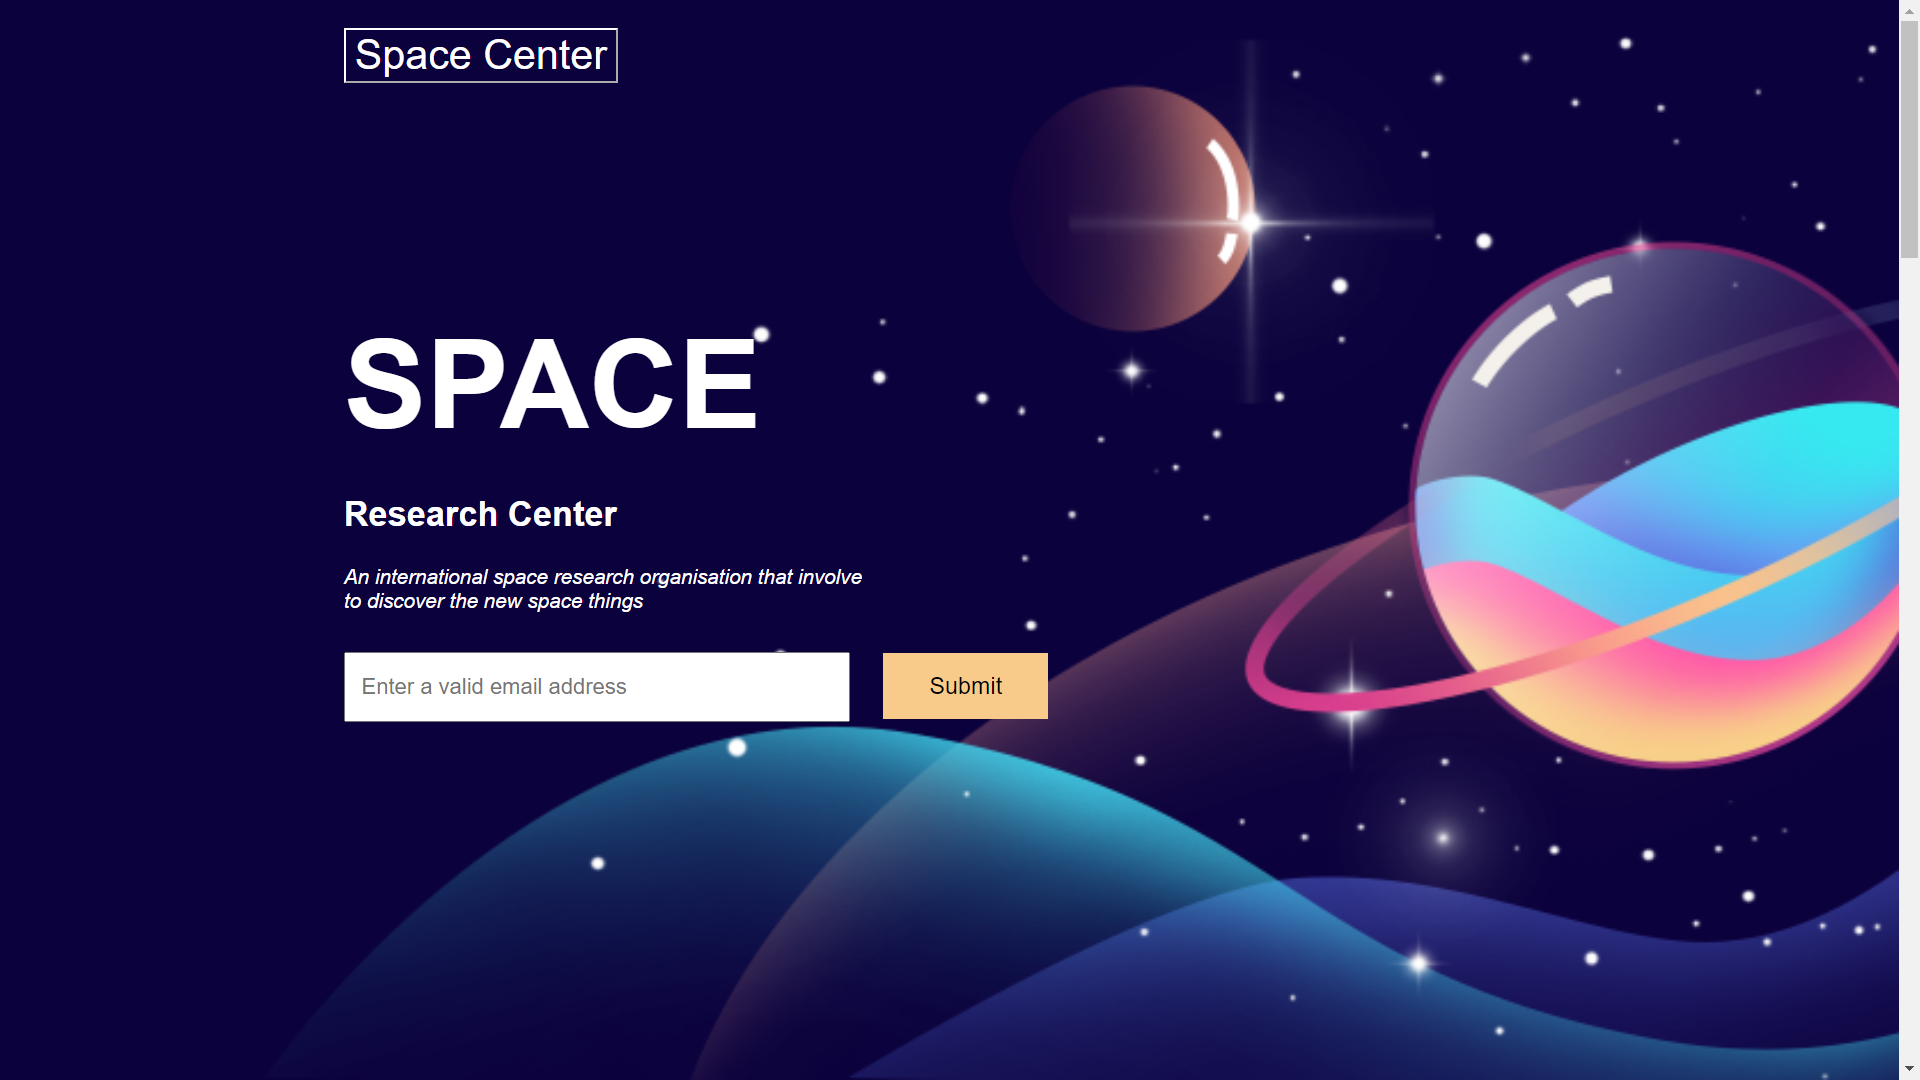 Space Center
SPACE
Research Center
An international space research organisation that involve
to discover the new space things
Enter a valid email address
Submit